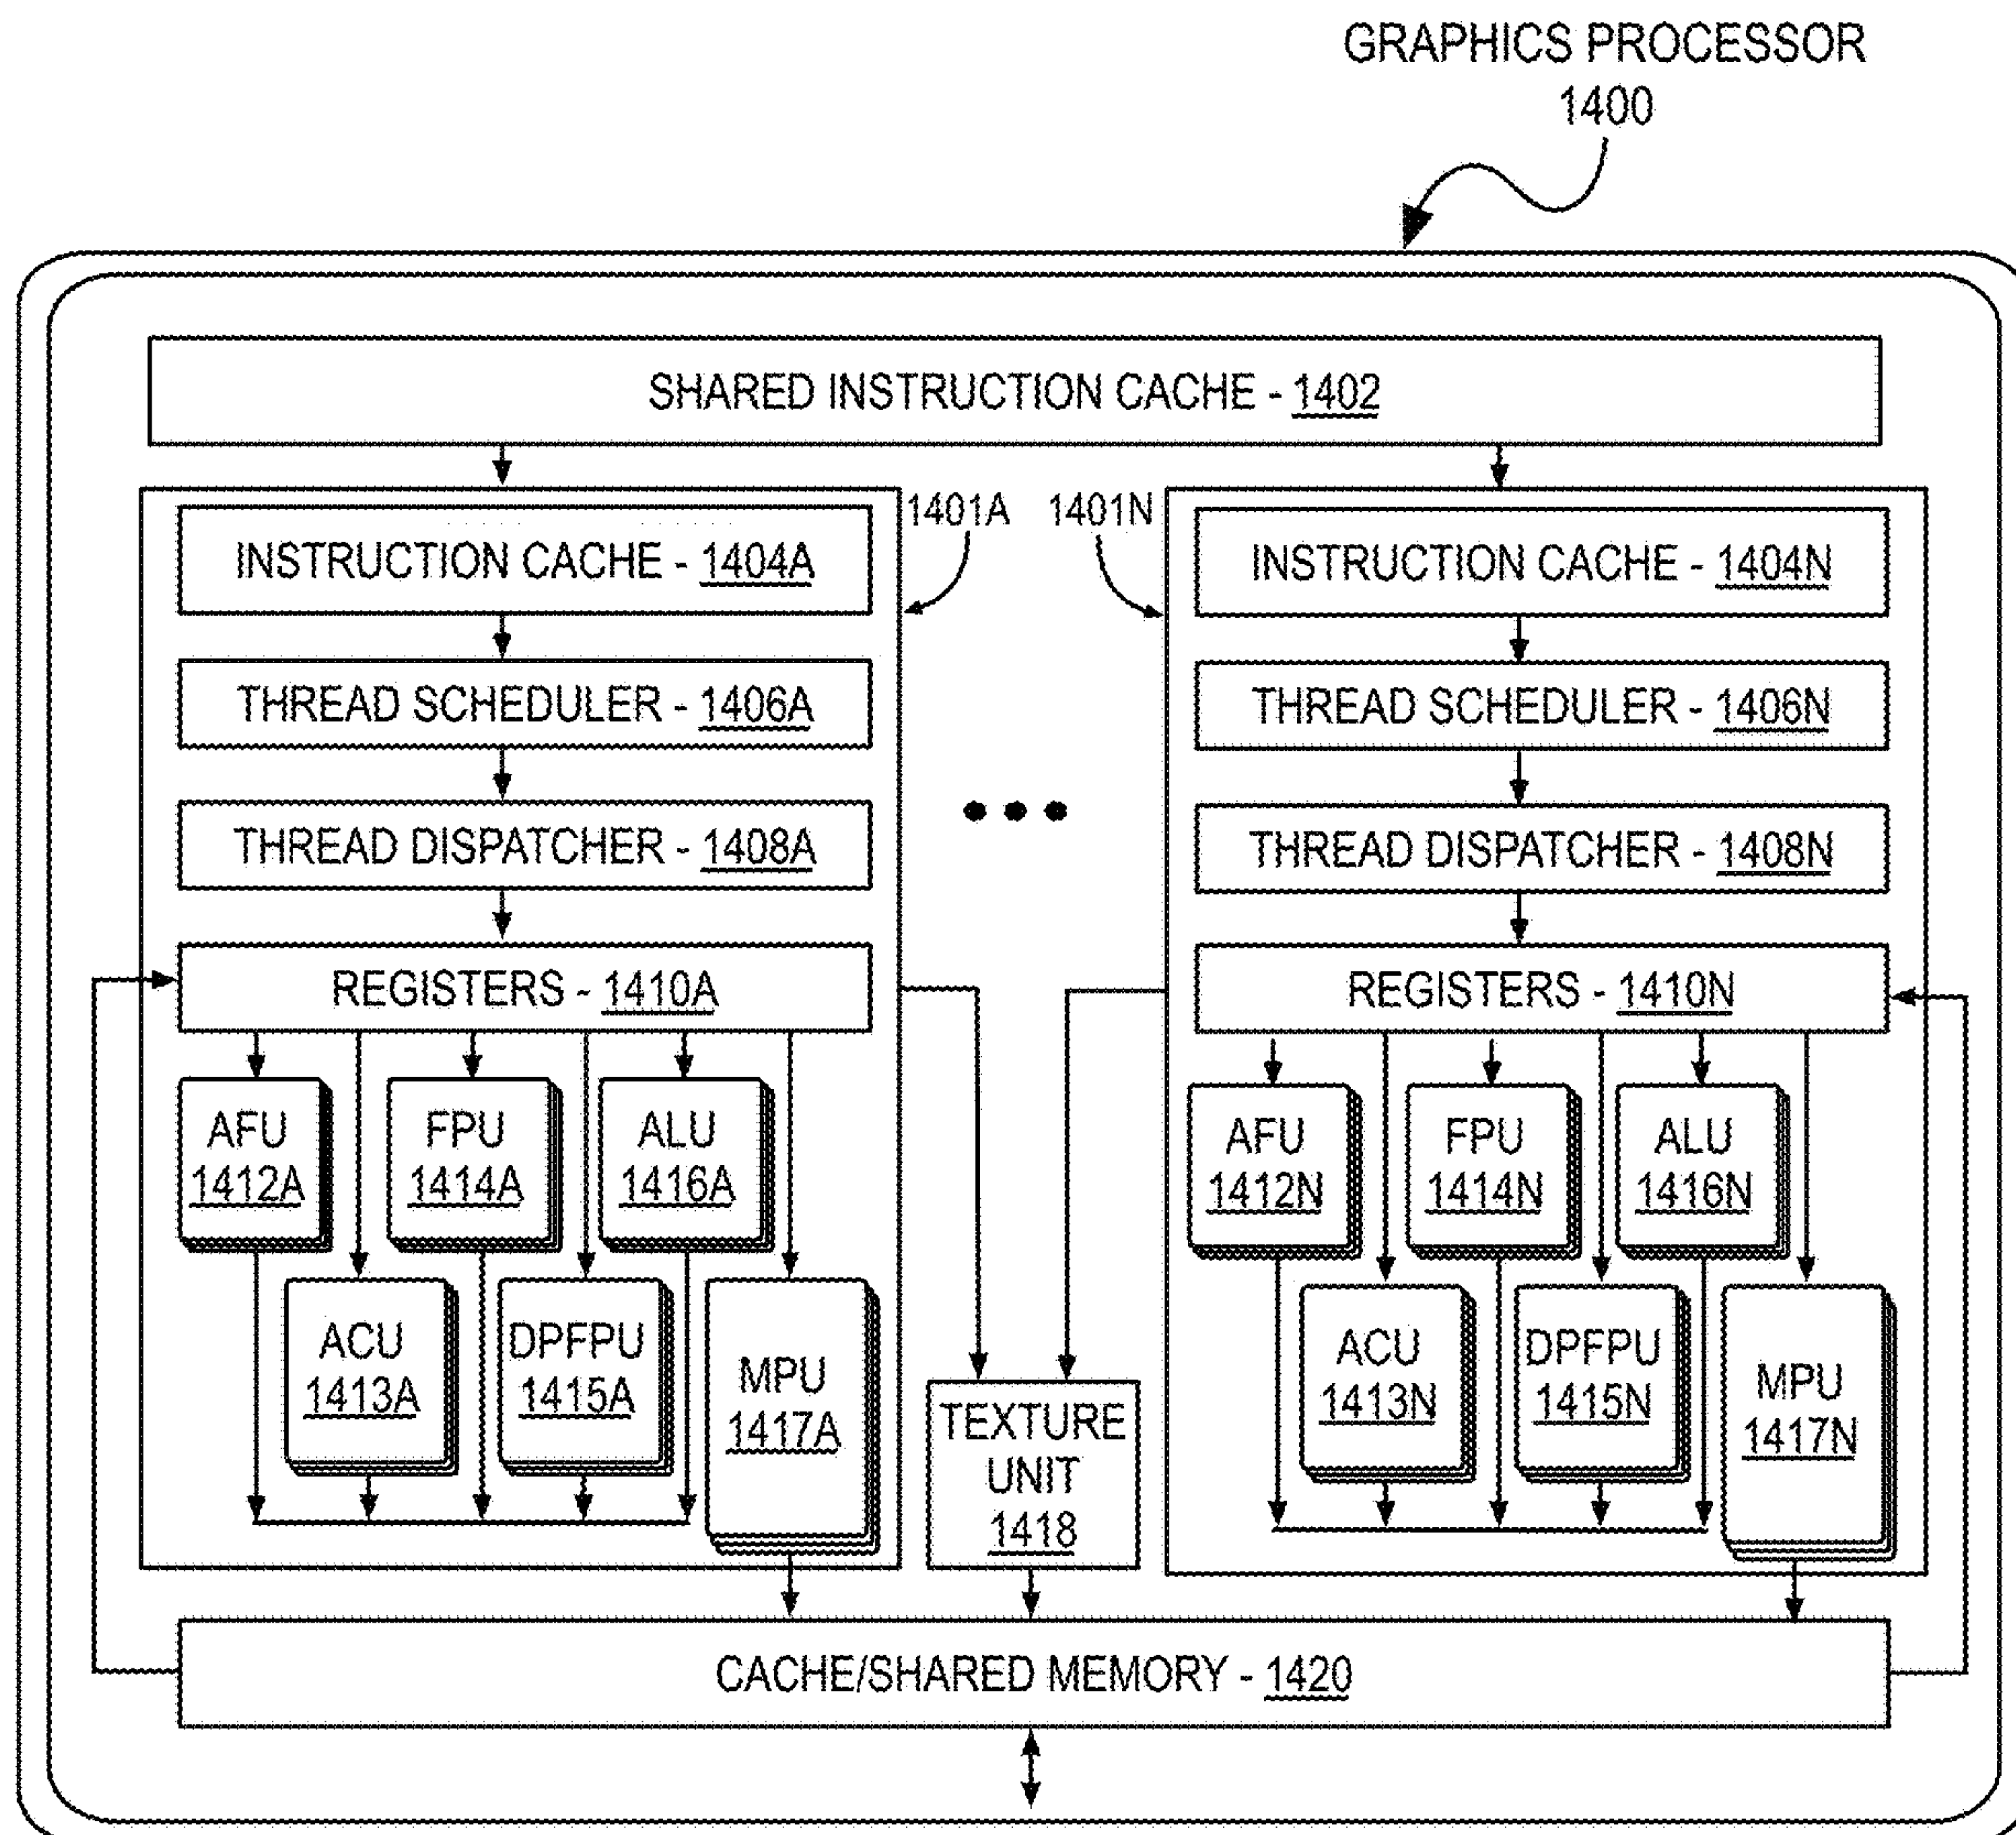 GRAPHICS PROCESSOR
1400
SHARED INSTRUCTION CACHE - 1402
1401A
1401N
INSTRUCTION CACHE - 1404A
THREAD SCHEDULER - 1406A
THREAD DISPATCHER - 1408A
REGISTERS - 1410A
AFU
1412A
FPU
1414A
ALU
1416A
ACU
1413A
DPFPU
1415A
MPU
1417A
TEXTURE
UNIT
1418
INSTRUCTION CACHE - 1404N
THREAD SCHEDULER - 1406N
THREAD DISPATCHER - 1408N
REGISTERS - 1410N
AFU
1412N
FPU
1414N
ALU
1416N
ACU
1413N
DPFPU
1415N
MPU
1417N
CACHE/SHARED MEMORY - 1420